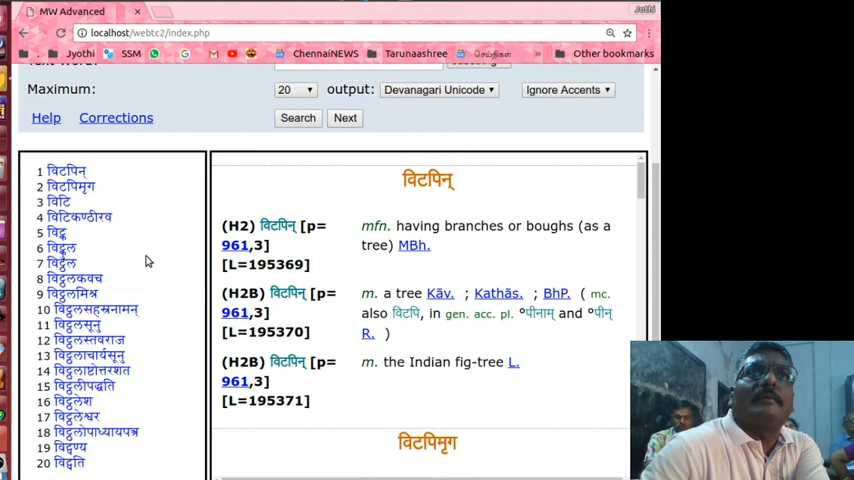 MW Advanced
Jothi
localhost/webtc2/index.php
Jyothi SSM ChennaiNEWS Tarunaashree செய்திகள் » Other bookmarks
Maximum: 20 output: Devanagari Unicode Ignore Accents
Help Corrections Search Next
1 विटपिन्
2 विटपिमृग
3 विटि
4 विटिकण्ठीरव
5 विट्क
6 विट्कुल
7 विट्ठल
8 विट्ठलकवच
9 विट्ठलमिश्र
10 विट्ठलसहस्रनामन्
11 विट्ठलसूनु
12 विट्ठलस्तवराज
13 विट्ठलाचार्यसूनु
14 विट्ठलाष्टोत्तरशत
15 विट्ठलीपद्धति
16 विट्ठलेश
17 विट्ठलेश्वर
18 विट्ठलोपाध्यायपत्त्र
19 विट्पण्य
20 विट्पति
विटपिन्
(H2) विटपिन् [p= 961,3] [L=195369]
mfn. having branches or boughs (as a
tree) MBh.
(H2B) विटपिन् [p= 961,3] [L=195370]
m. a tree Kāv. ; Kathās. ; BhP. ( mc.
also विटपि, in gen. acc. pl. °पीनाम् and °पीन्
R. )
(H2B) विटपिन् [p= 961,3] [L=195371]
m. the Indian fig-tree L.
विटपिमृग